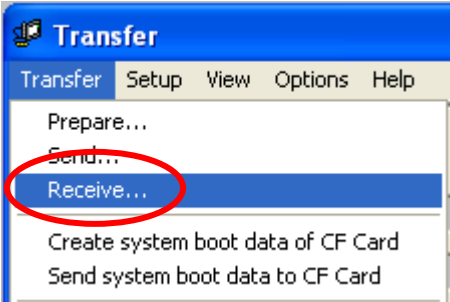 Transfer
Transfer Setup View Options Help
Prepare...
Send...
Receive...
Create system boot data of CF Card
Send system boot data to CF Card